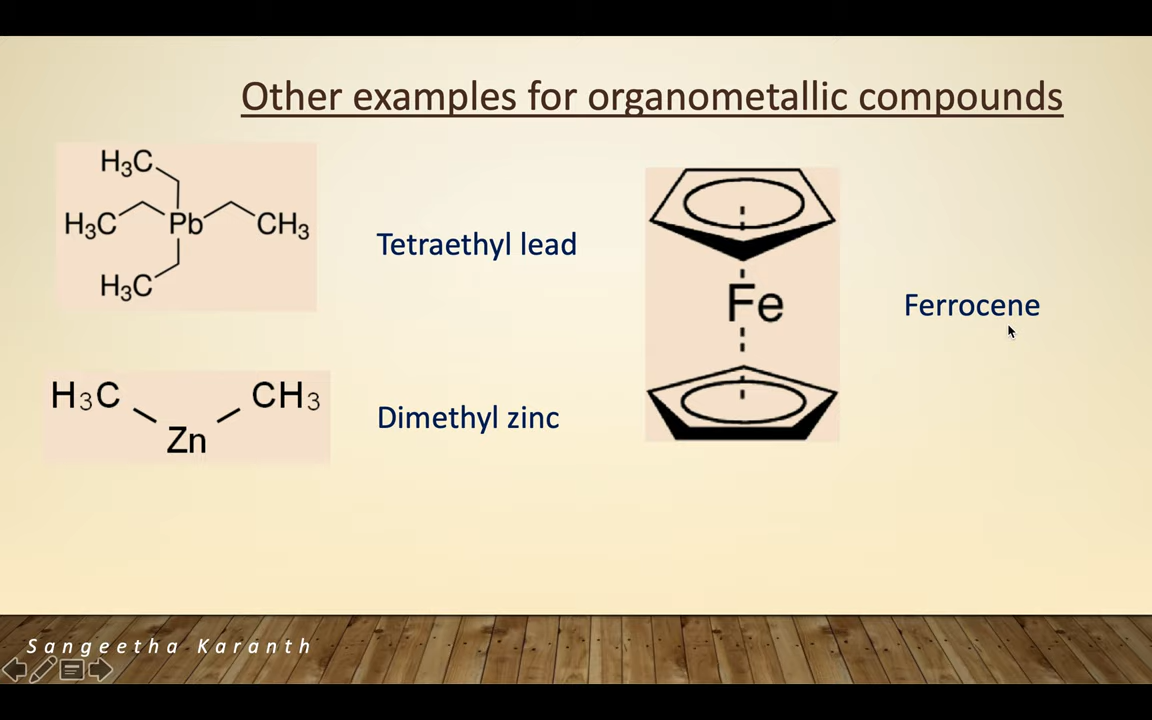 Other examples for organometallic compounds
H₃C
H₃C Pb CH₃
H₃C
Tetraethyl lead
H₃C CH₃
Zn
Dimethyl zinc
Fe
Ferrocene
Sangeetha Karanth